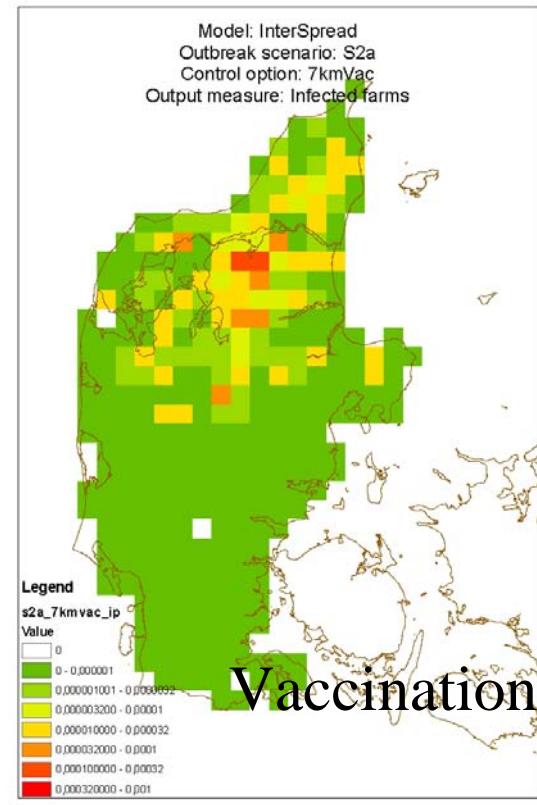 Model: InterSpread
Outbreak scenario: S2a
Control option: 7kmVac
Output measure: Infected farms
Legend
s2a_7kmvac_ip
Value
0
0 - 0,000001
0,000001001 - 0,0000032
0,000003200 - 0,00001
0,000010000 - 0,000032
0,000032000 - 0,0001
0,000100000 - 0,00032
0,000320000 - 0,001
Vaccination